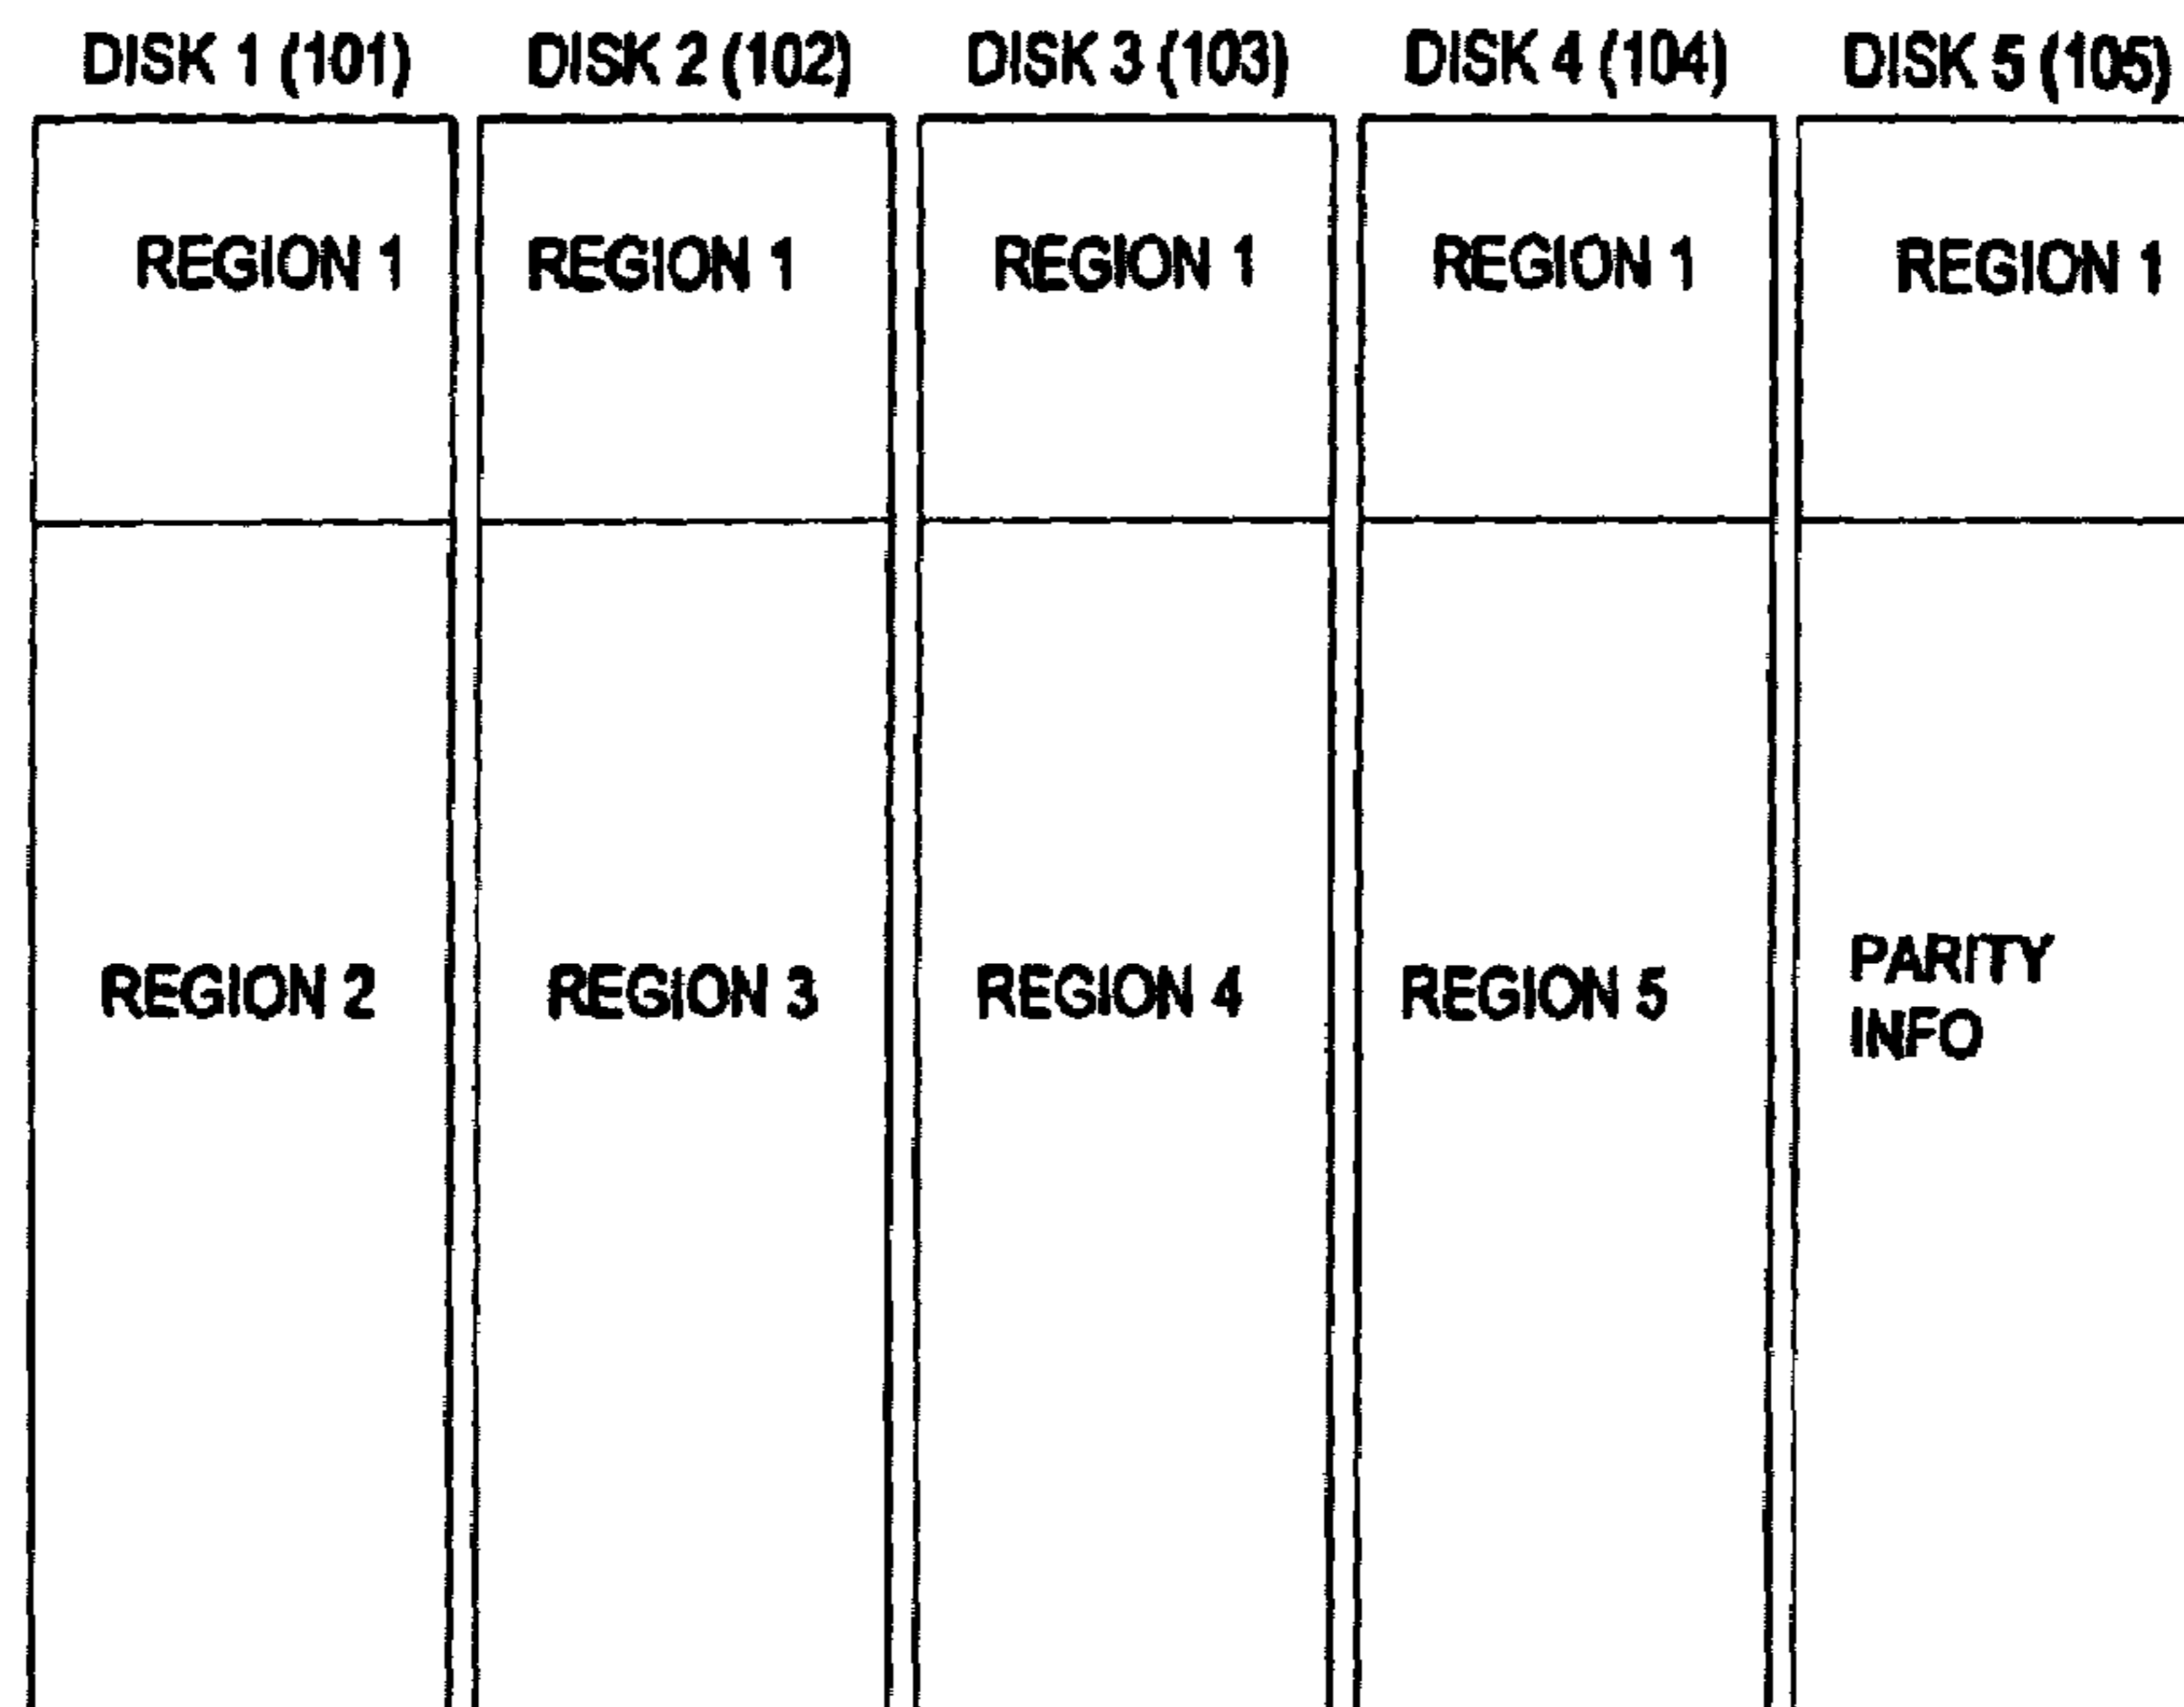 DISK 1 (101) DISK 2 (102) DISK 3 (103) DISK 4 (104) DISK 5 (105)
REGION 1 REGION 1 REGION 1 REGION 1 REGION 1
REGION 2 REGION 3 REGION 4 REGION 5 PARITY
INFO